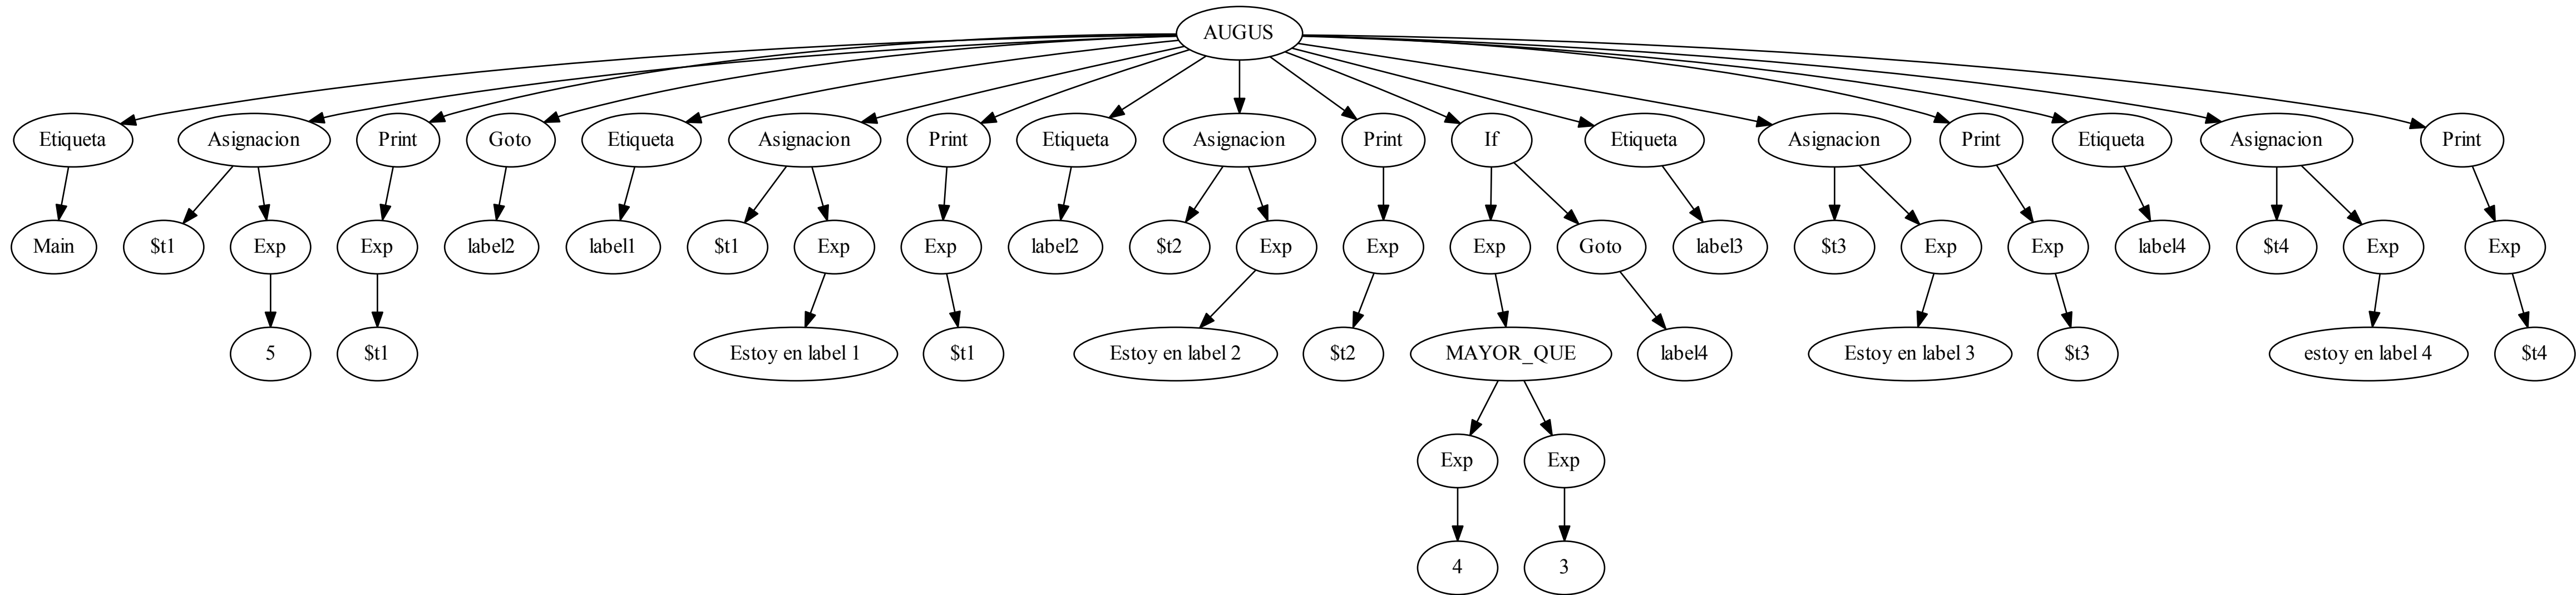 AUGUS
Etiqueta Asignacion Print Goto Etiqueta Asignacion Print Etiqueta Asignacion Print If Etiqueta Asignacion Print Etiqueta Asignacion Print
Main $t1 Exp Exp label2 label1 $t1 Exp Exp label2 $t2 Exp Exp Exp Goto label3 $t3 Exp Exp label4 $t4 Exp Exp
5 $t1 Estoy en label 1 $t1 Estoy en label 2 $t2 MAYOR_QUE label4 Estoy en label 3 $t3 estoy en label 4 $t4
Exp Exp
4 3